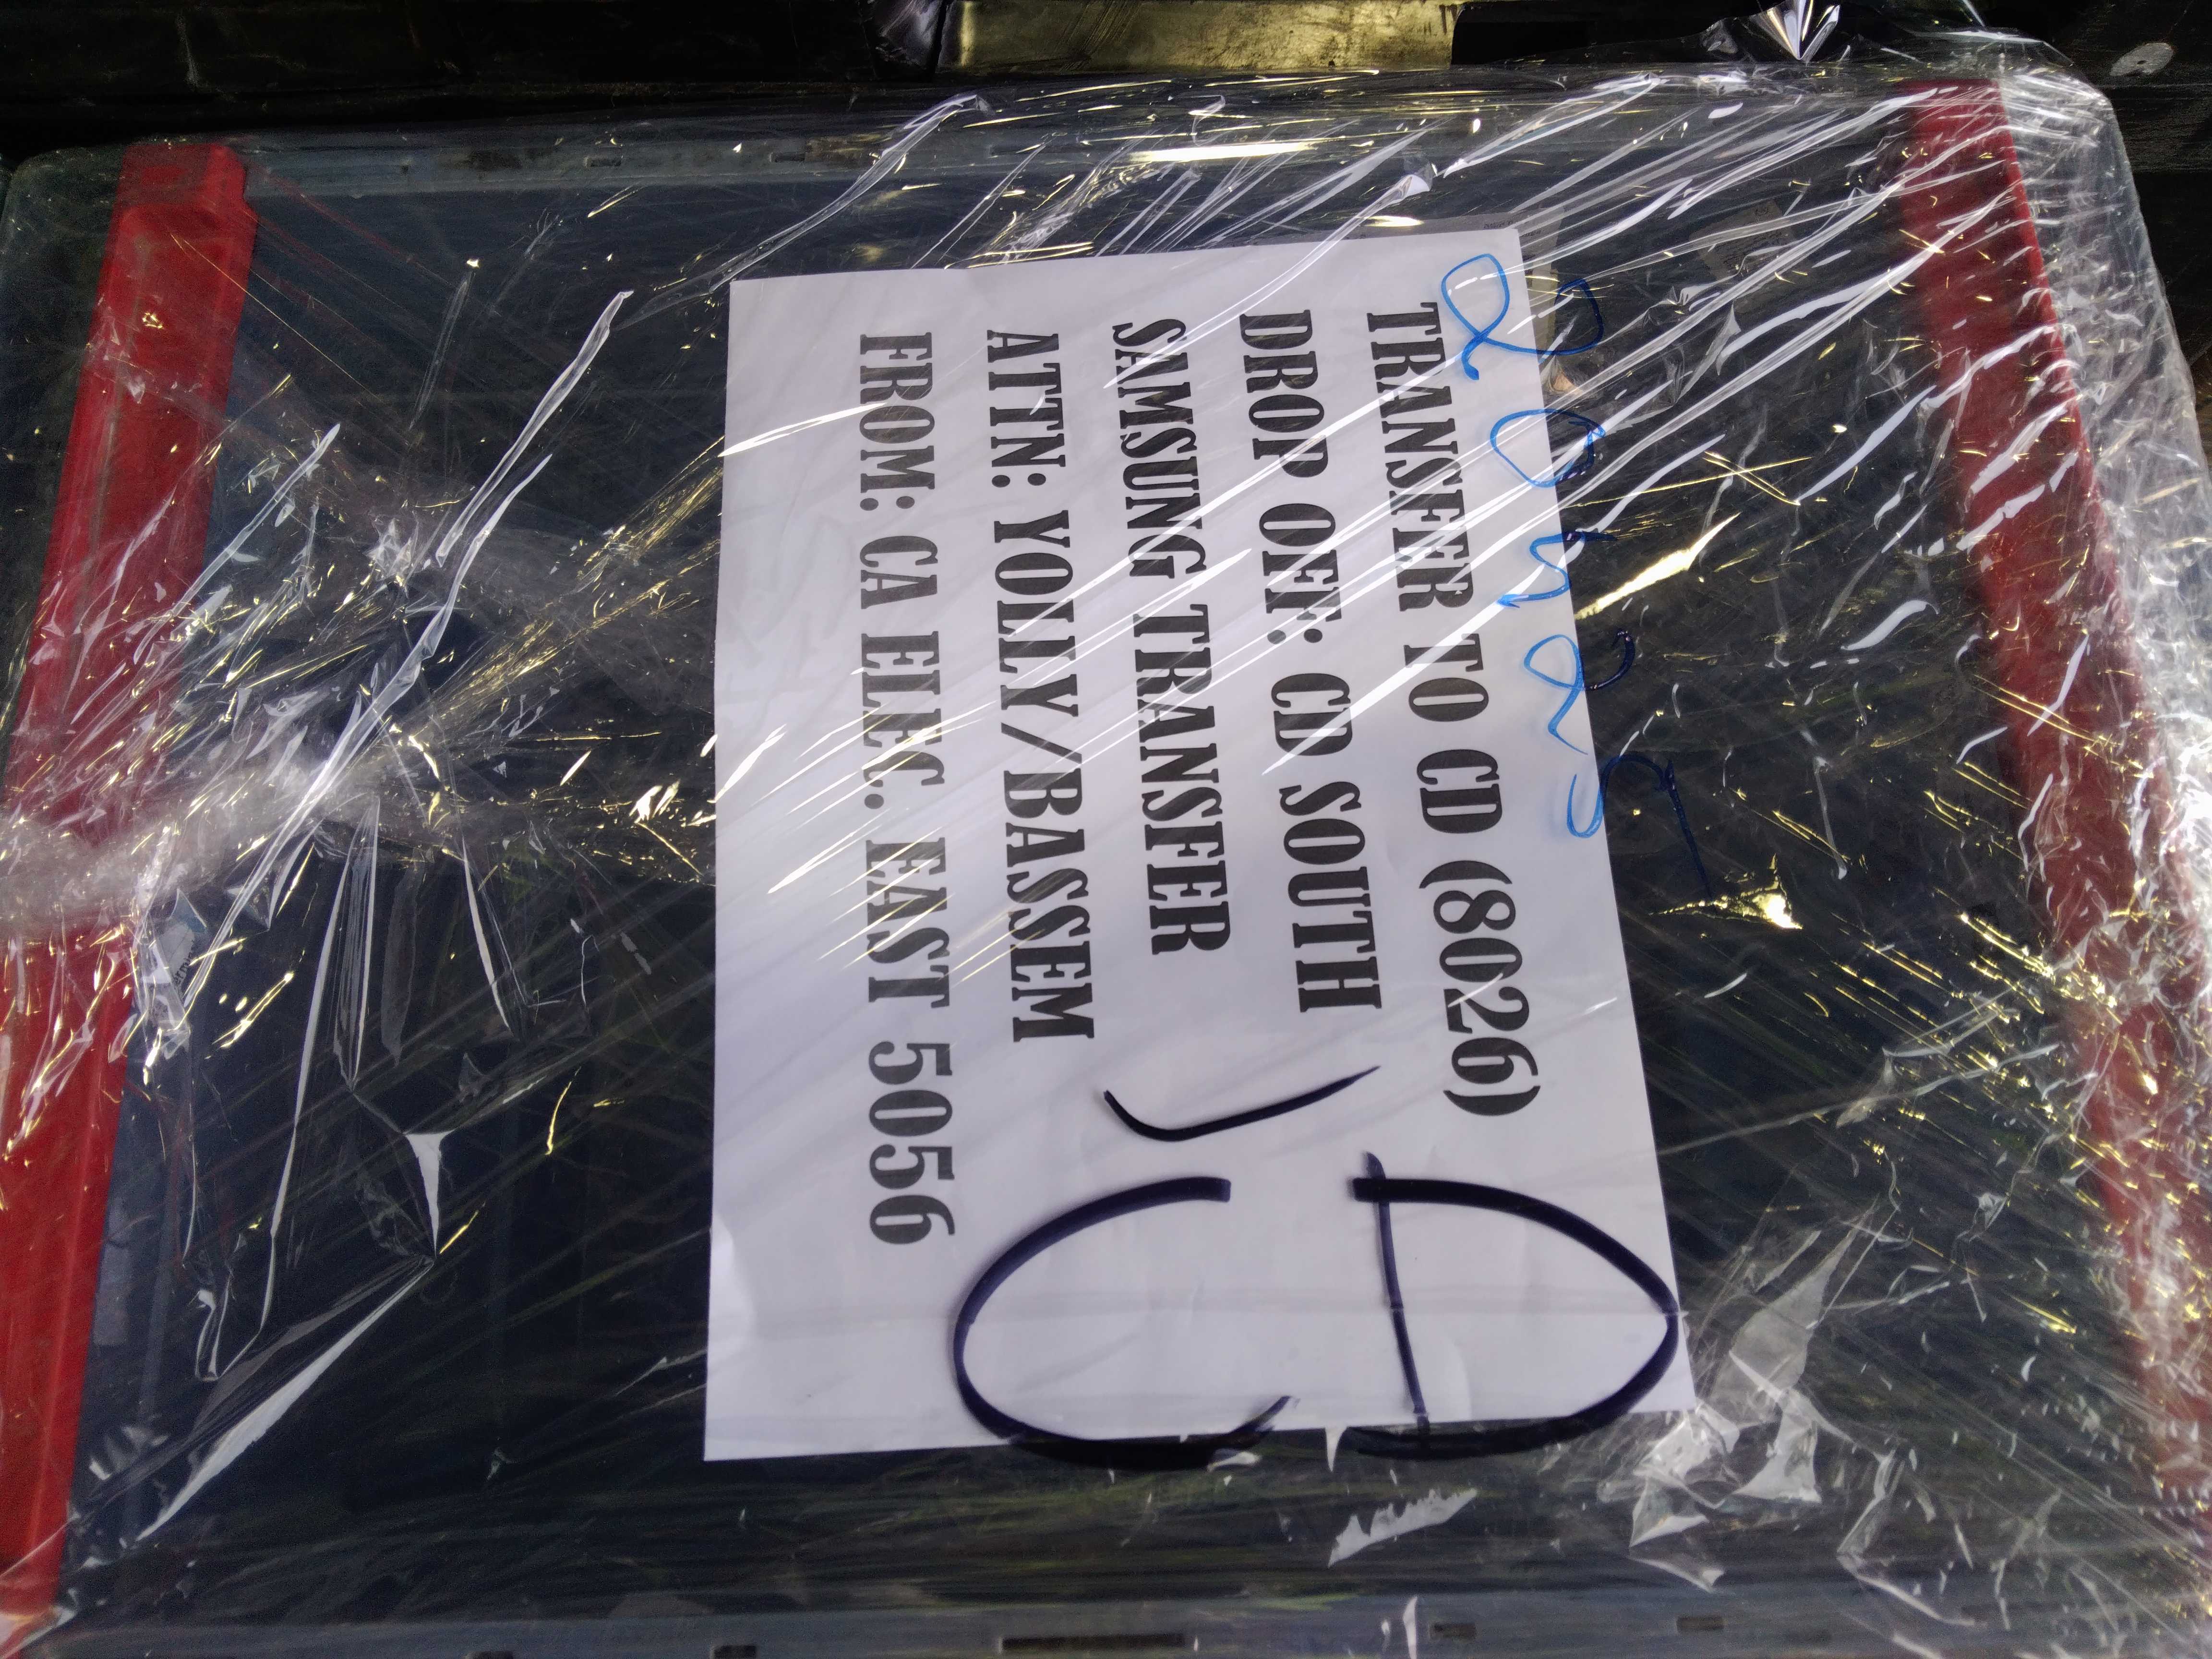 TRANSFER TO CD (8026)
DROP OFF: CD SOUTH
SAMSUNG TRANSFER
ATTN: YOLLY/BASSEM
FROM: CA ELEC. EAST 5056
CD